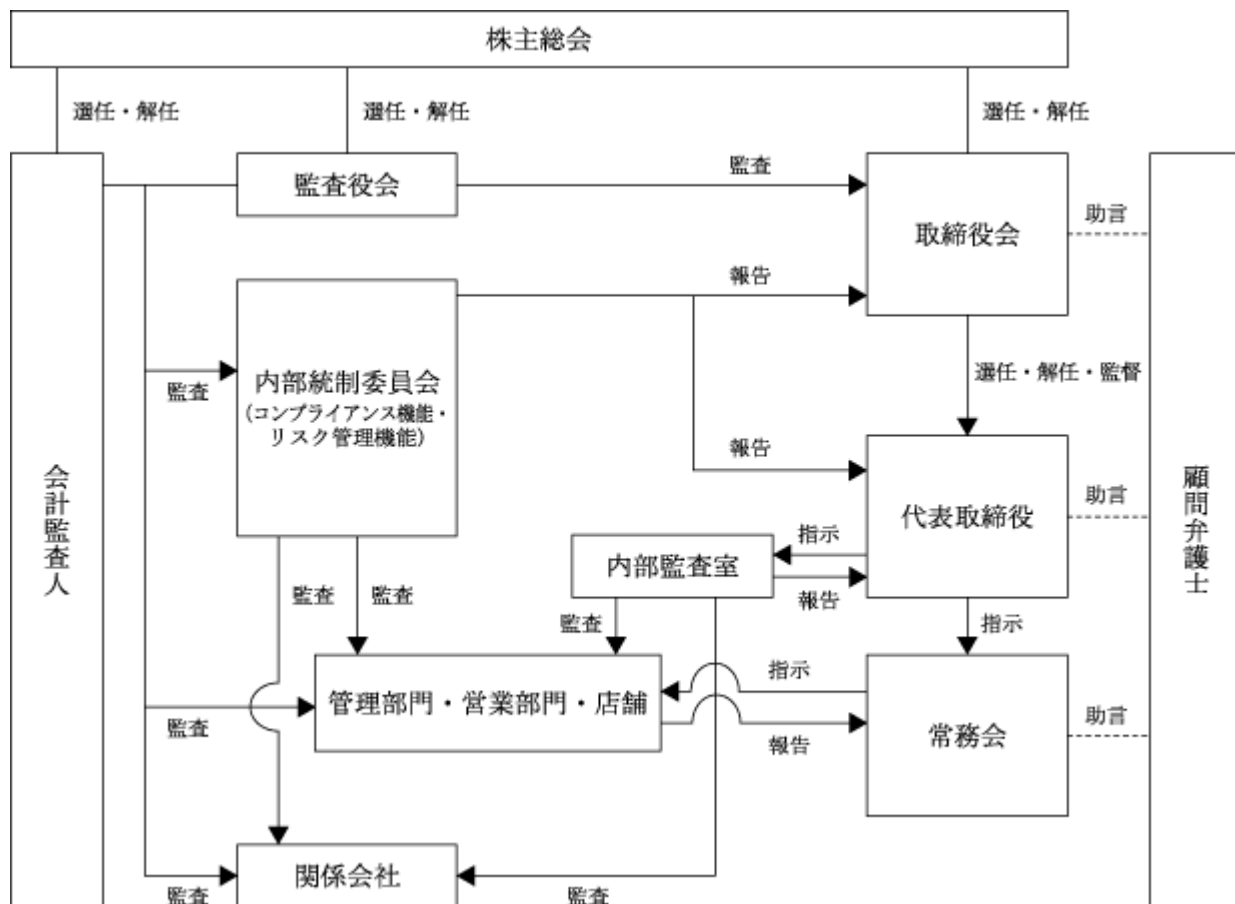 株主総会
選任・解任
選任・解任
選任・解任
監査役会
監査
取締役会
助言
報告
監査
内部統制委員会
（コンプライアンス機能・
リスク管理機能）
選任・解任・監督
報告
代表取締役
助言
会計監査人
顧問弁護士
指示
内部監査室
報告
監査
監査
監査
指示
管理部門・営業部門・店舗
指示
監査
報告
常務会
助言
関係会社
監査
監査